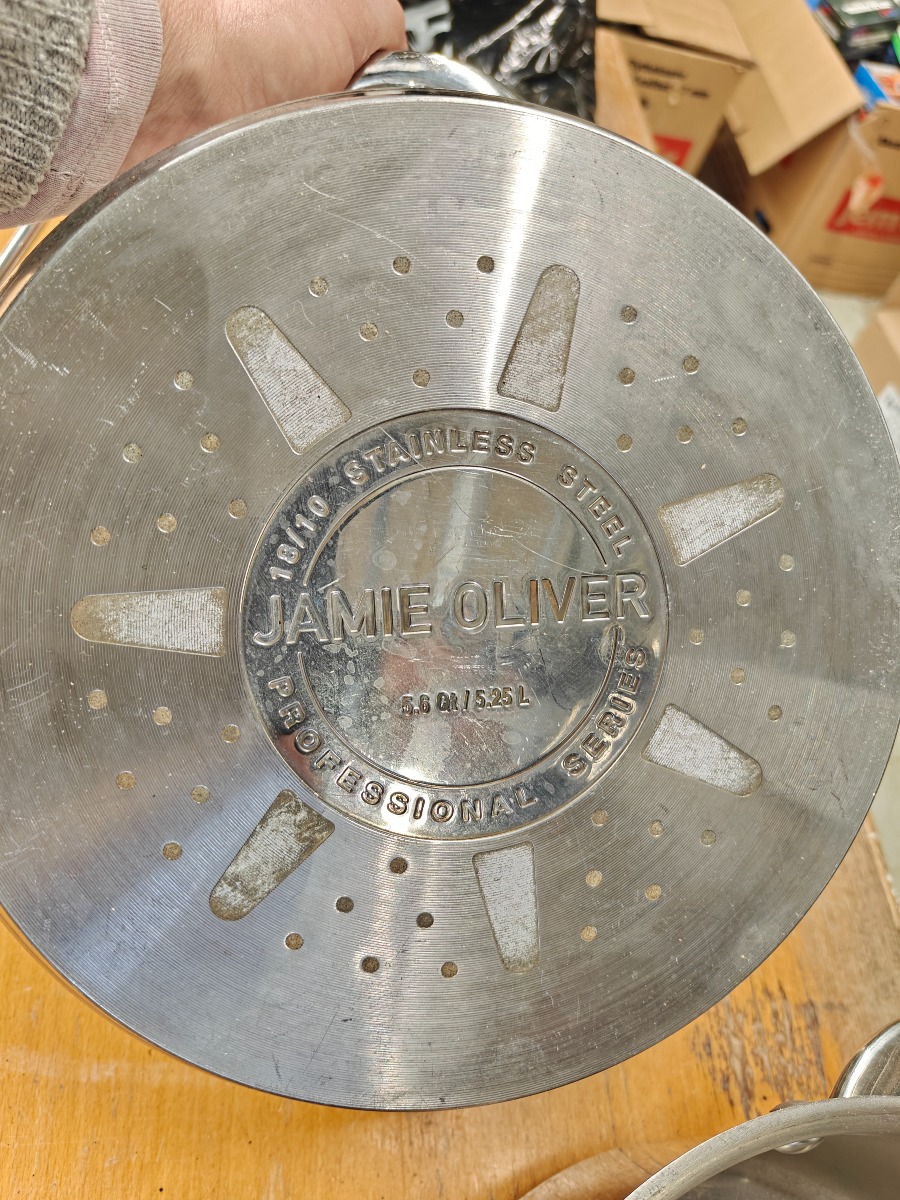 18/10 STAINLESS STEEL
JAMIE OLIVER
5.6 Qt / 5.25 L
PROFESSIONAL SERIES